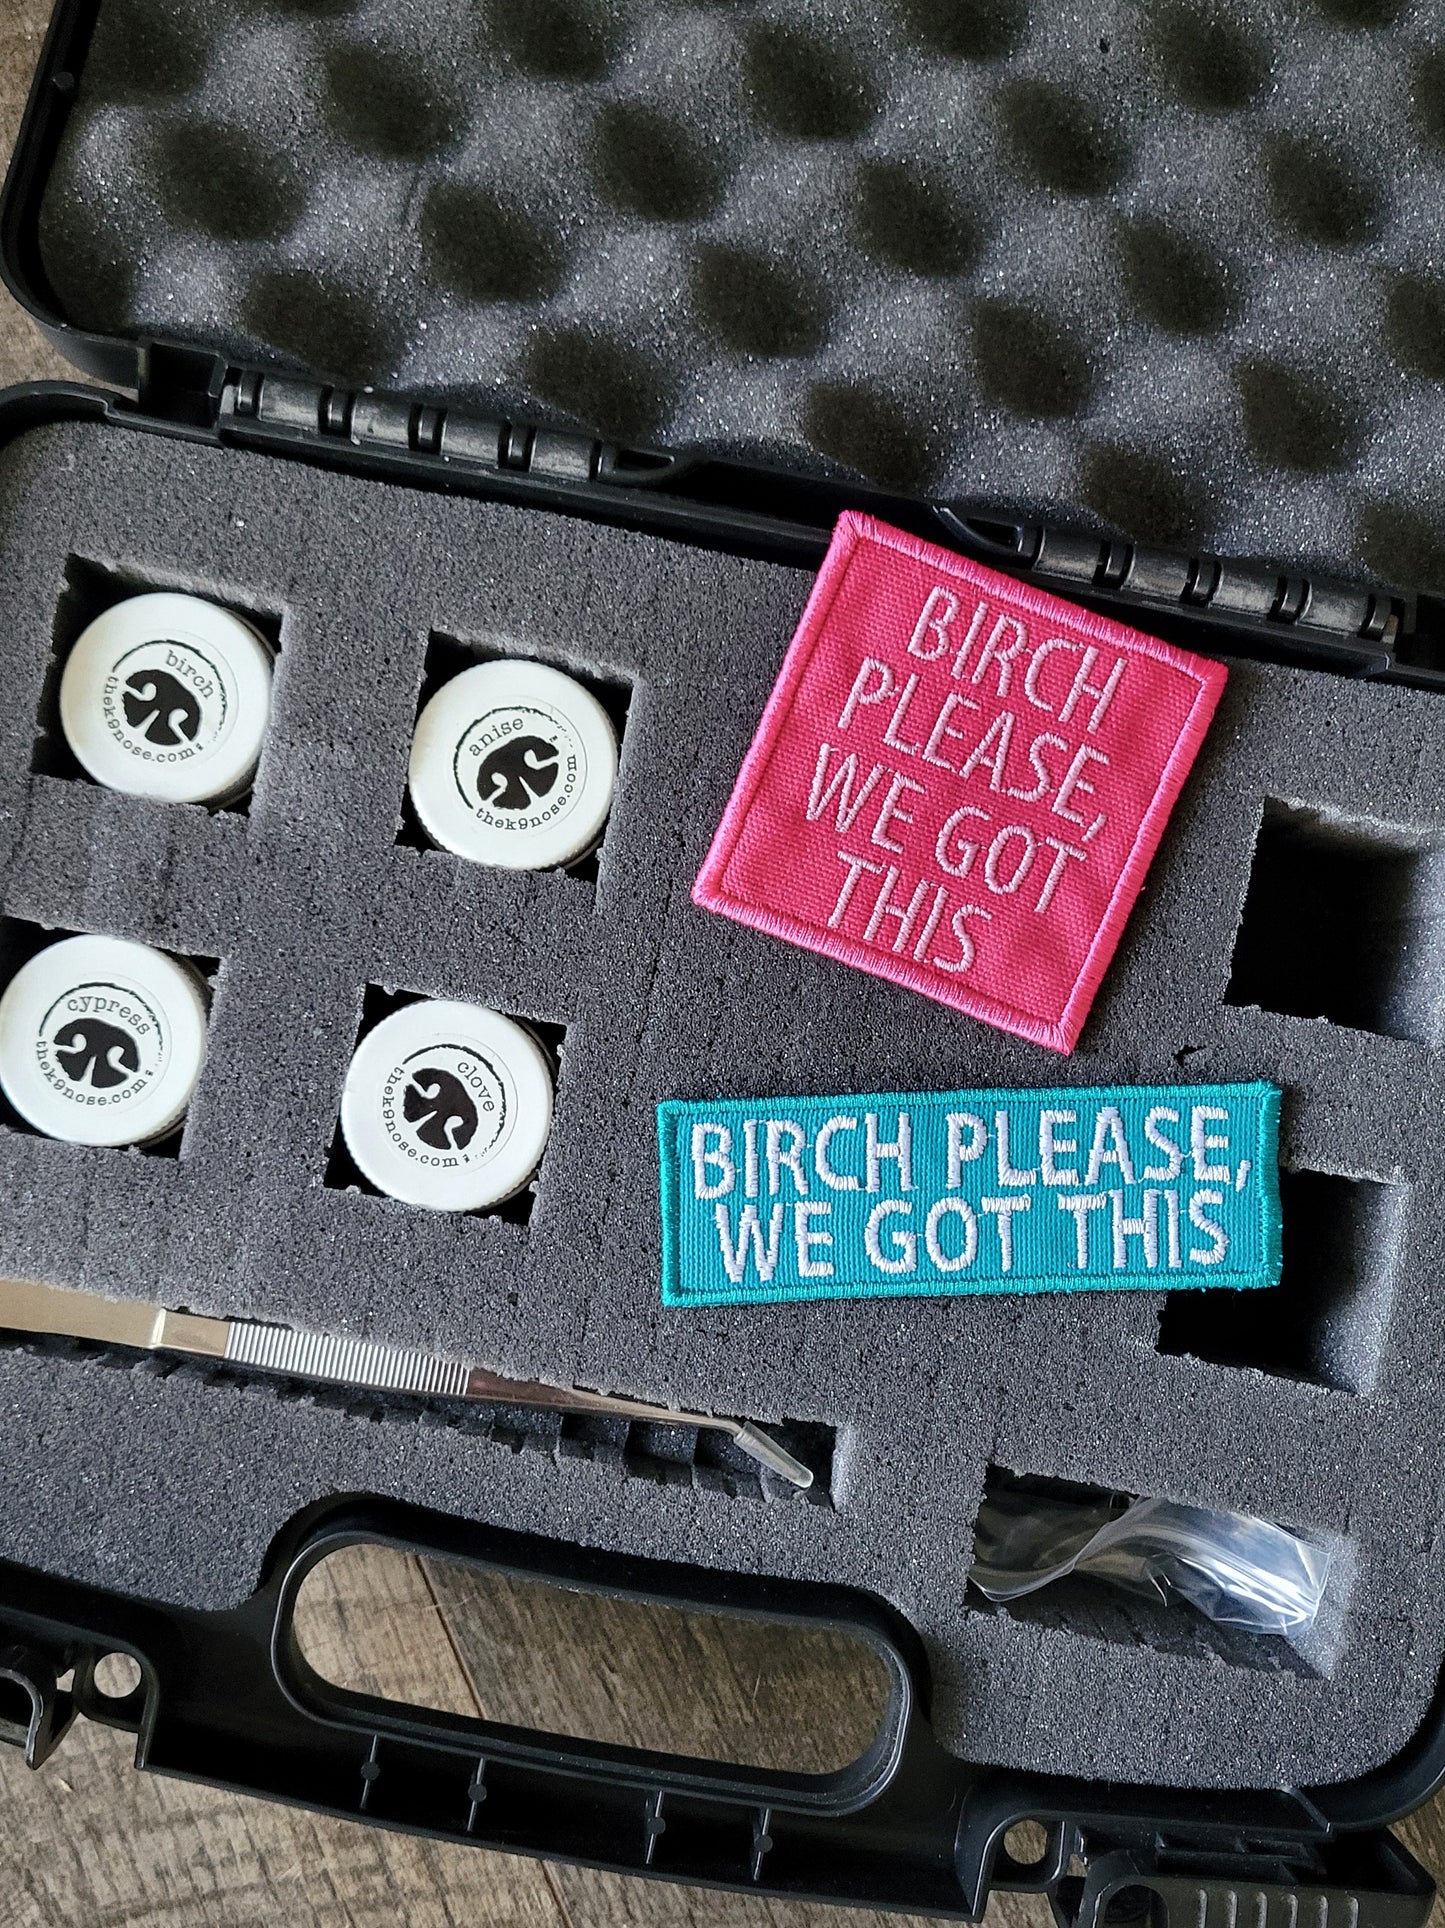 birch
thek9nose.com
anise
thek9nose.com
cypress
thek9nose.com
clove
thek9nose.com
BIRCH
PLEASE,
WE GOT
THIS
BIRCH PLEASE,
WE GOT THIS